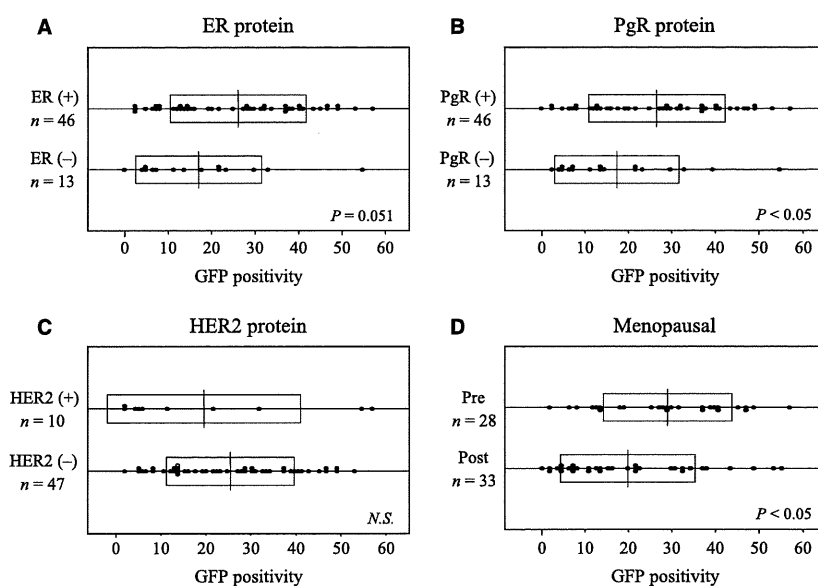 A
ER protein
ER (+)
n = 46
ER (–)
n = 13
P = 0.051
0 10 20 30 40 50 60
GFP positivity
B
PgR protein
PgR (+)
n = 46
PgR (–)
n = 13
P < 0.05
0 10 20 30 40 50 60
GFP positivity
C
HER2 protein
HER2 (+)
n = 10
HER2 (–)
n = 47
N.S.
0 10 20 30 40 50 60
GFP positivity
D
Menopausal
Pre
n = 28
Post
n = 33
P < 0.05
0 10 20 30 40 50 60
GFP positivity